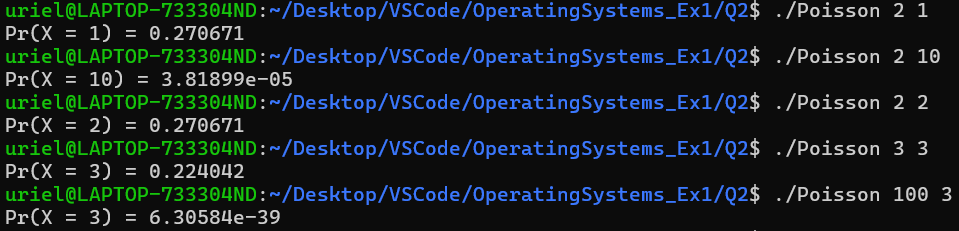 uriel@LAPTOP-733304ND:~/Desktop/VSCode/OperatingSystems_Ex1/Q2$ ./Poisson 2 1
Pr(X = 1) = 0.270671
uriel@LAPTOP-733304ND:~/Desktop/VSCode/OperatingSystems_Ex1/Q2$ ./Poisson 2 10
Pr(X = 10) = 3.81899e-05
uriel@LAPTOP-733304ND:~/Desktop/VSCode/OperatingSystems_Ex1/Q2$ ./Poisson 2 2
Pr(X = 2) = 0.270671
uriel@LAPTOP-733304ND:~/Desktop/VSCode/OperatingSystems_Ex1/Q2$ ./Poisson 3 3
Pr(X = 3) = 0.224042
uriel@LAPTOP-733304ND:~/Desktop/VSCode/OperatingSystems_Ex1/Q2$ ./Poisson 100 3
Pr(X = 3) = 6.30584e-39